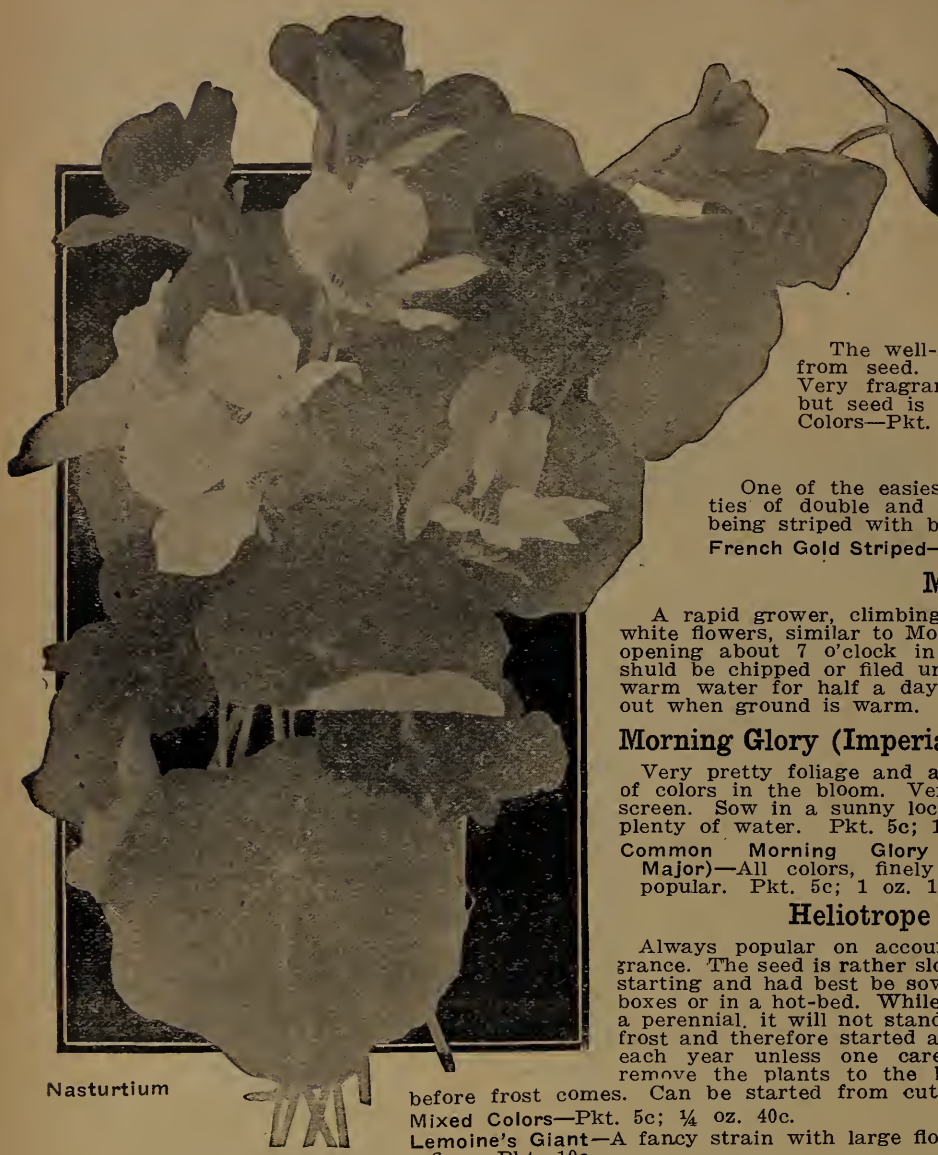 The well-
from seed.
Very fragran
but seed is
Colors—Pkt.
One of the easies
ties of double and
being striped with b
French Gold Striped—
M
A rapid grower, climbing
white flowers, similar to Mo
opening about 7 o'clock in
shuld be chipped or filed un
warm water for half a day
out when ground is warm.
Morning Glory (Imperia
Very pretty foliage and a
of colors in the bloom. Ver
screen. Sow in a sunny loc
plenty of water. Pkt. 5c; 1
Common Morning Glory
Major)—All colors, finely
popular. Pkt. 5c; 1 oz. 1
Heliotrope
Always popular on accou
grance. The seed is rather slo
starting and had best be sow
boxes or in a hot-bed. While
a perennial, it will not stand
frost and therefore started a
each year unless one care
remove the plants to the h
before frost comes. Can be started from cut
Mixed Colors—Pkt. 5c; ¼ oz. 40c.
Lemoine's Giant—A fancy strain with large flo
Pkt. 10c
Nasturtium